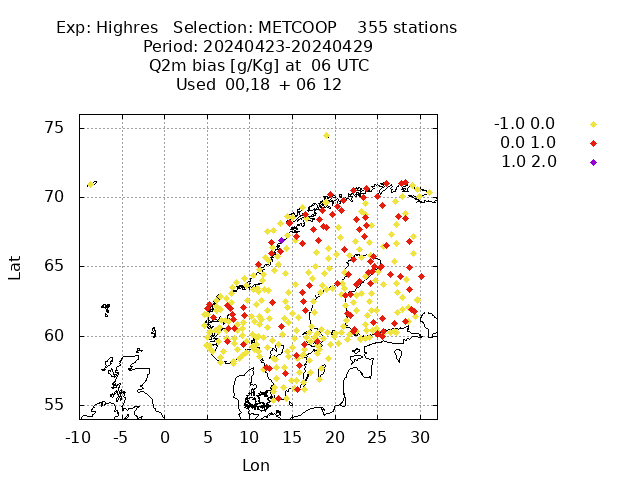 Exp: Highres   Selection: METCOOP    355 stations
Period: 20240423-20240429
Q2m bias [g/Kg] at  06 UTC
Used  00,18  + 06 12
-1.0 0.0
0.0 1.0
1.0 2.0
75
70
65
60
55
Lat
-10 -5 0 5 10 15 20 25 30
Lon